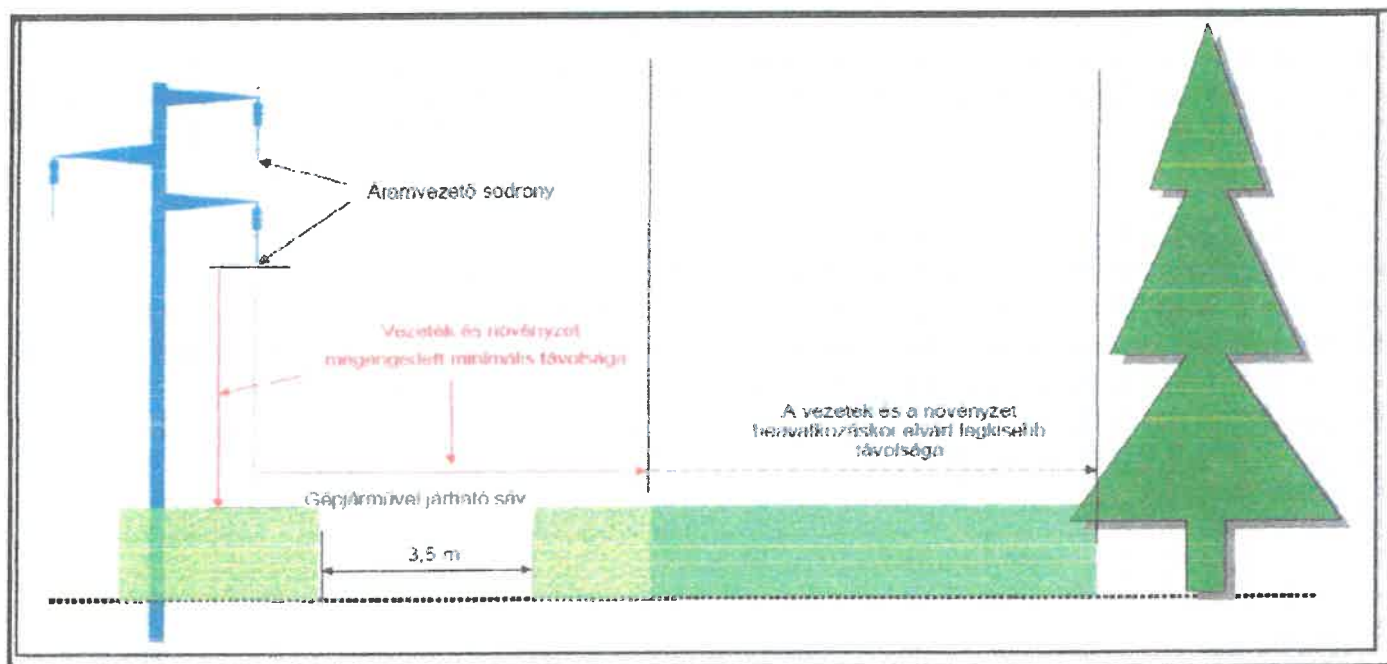 Áramvezető sodrony
Vezeték és növényzet
megengedett minimális távolsága
A vezeték és a növényzet
beavatkozáskor elvárt legkisebb
távolsága
Gépjárművel járható sáv
3,5 m